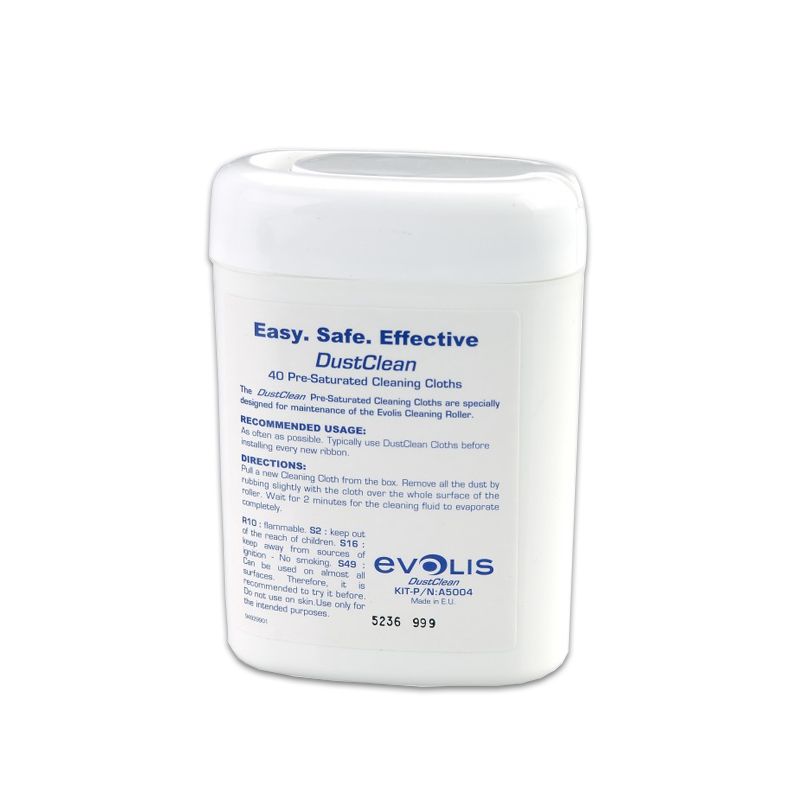 Easy. Safe. Effective
DustClean
40 Pre-Saturated Cleaning Cloths
The DustClean Pre-Saturated Cleaning Cloths are specially
designed for maintenance of the Evolis Cleaning Roller.
RECOMMENDED USAGE:
As often as possible. Typically use DustClean Cloths before
installing every new ribbon.
DIRECTIONS:
Pull a new Cleaning Cloth from the box. Remove all the dust by
rubbing slightly with the cloth over the whole surface of the
roller. Wait for 2 minutes for the cleaning fluid to evaporate
completely.
R10 : flammable. S2 : keep out
of the reach of children. S16 :
keep away from sources of
ignition - No smoking. S49 :
Can be used on almost all
surfaces. Therefore, it is
recommended to try it before.
Do not use on skin.Use only for
the intended purposes.
evolis
DustClean
KIT-P/N:A5004
Made in E.U.
5236 999